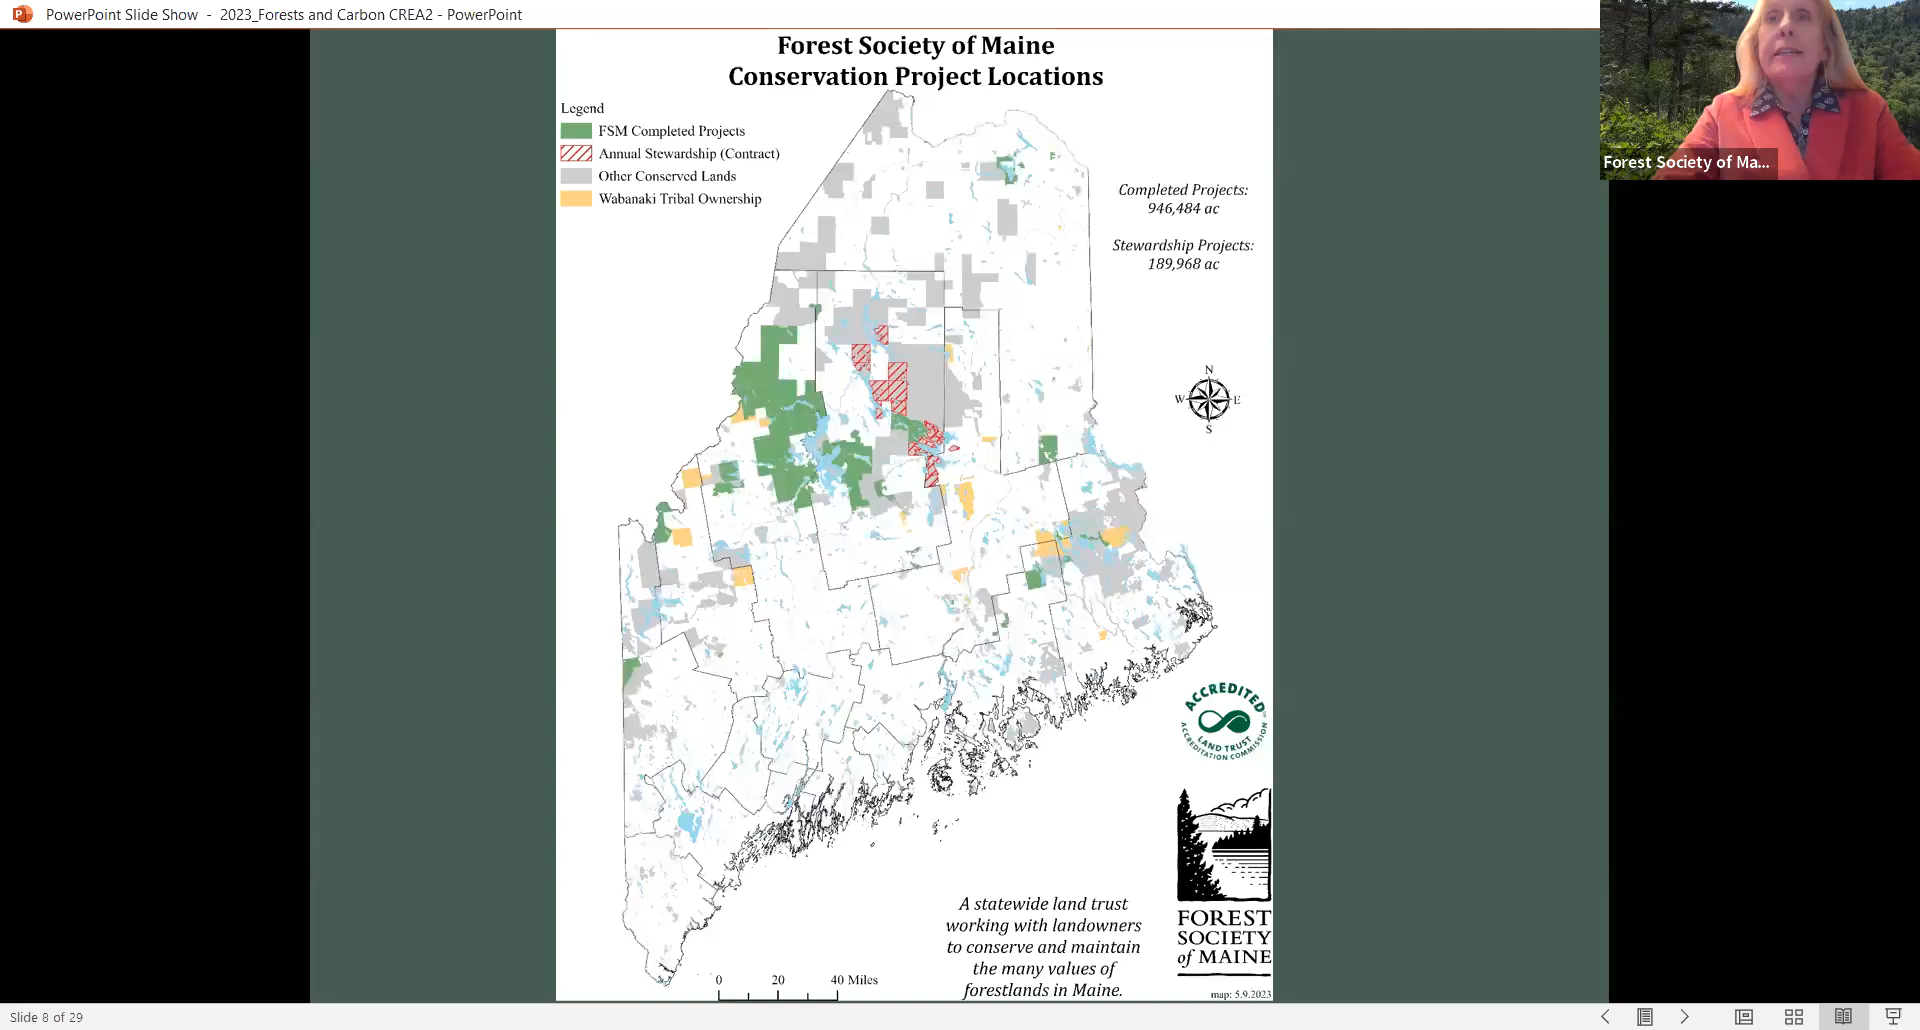 PowerPoint Slide Show - 2023_Forests and Carbon CREA2 - PowerPoint
Forest Society of Maine
Conservation Project Locations
Legend
FSM Completed Projects
Annual Stewardship (Contract)
Other Conserved Lands
Wabanaki Tribal Ownership
Completed Projects:
946,484 ac
Stewardship Projects:
189,968 ac
N
W E
S
ACCREDITED
LAND TRUST
ACCREDITATION COMMISSION
A statewide land trust
working with landowners
to conserve and maintain
the many values of
forestlands in Maine.
FOREST
SOCIETY
of MAINE
0 20 40 Miles
map: 5.9.2023
Forest Society of Ma...
Slide 8 of 29